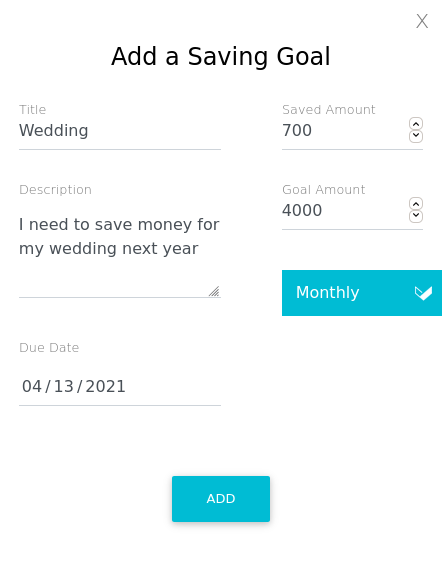 X
Add a Saving Goal
Title
Wedding
Saved Amount
700
Description
I need to save money for
my wedding next year
Goal Amount
4000
Monthly
Due Date
04/13/2021
ADD